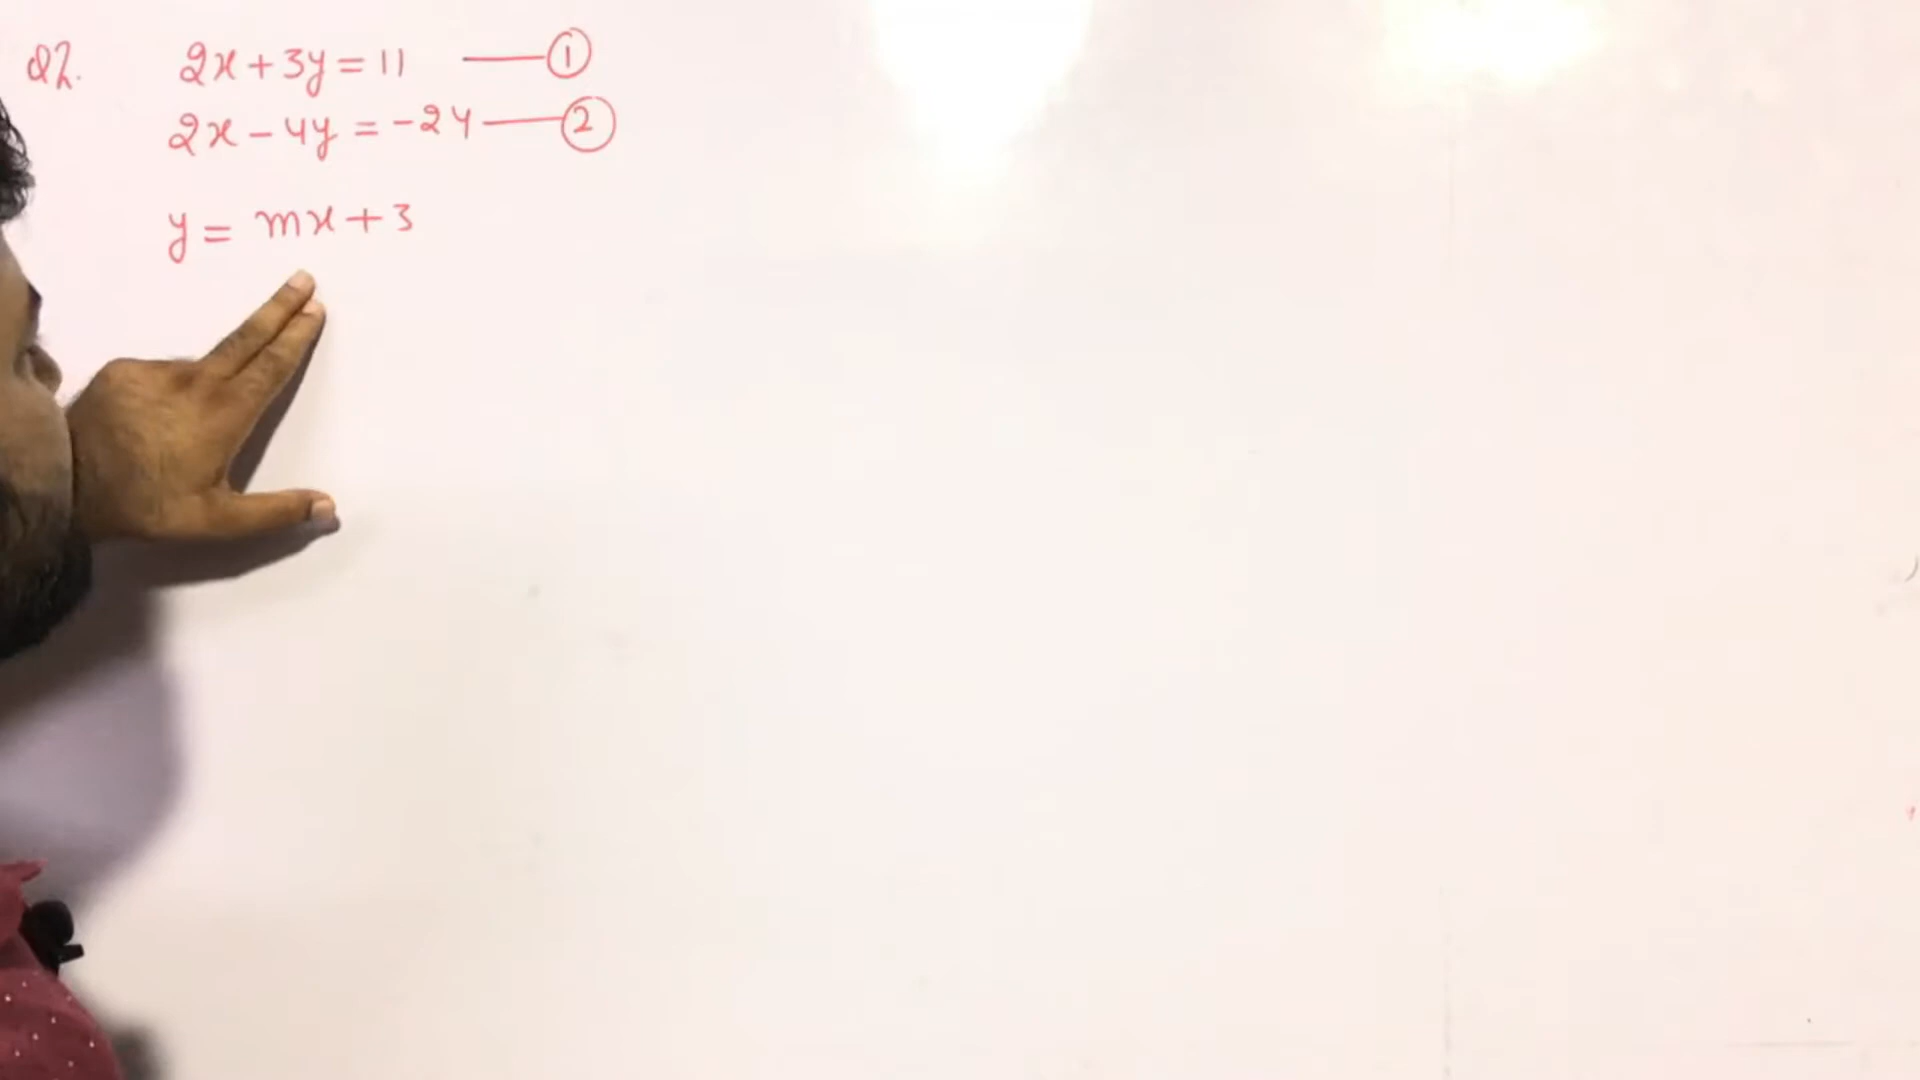 Q2. 2x + 3y = 11 —— ①
2x - 4y = -24 —— ②
y = mx + 3